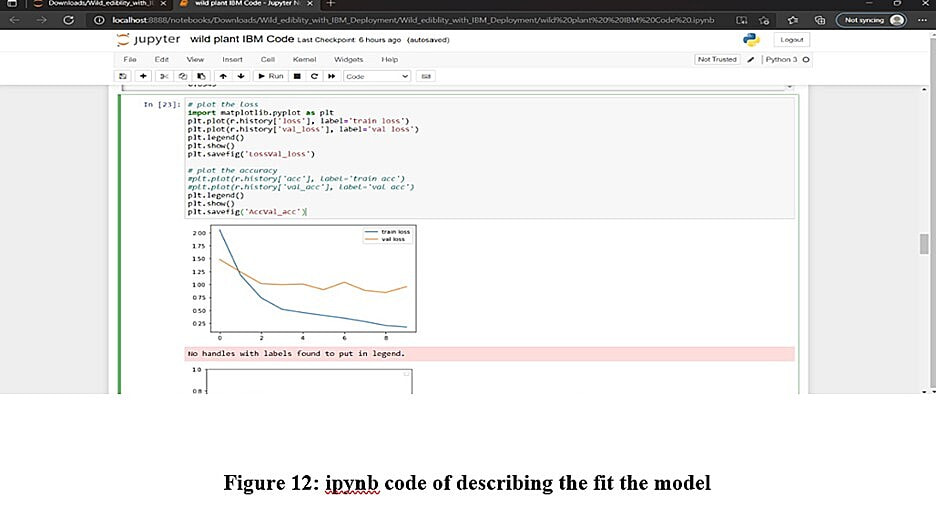 Downloads/Wild_ediblity_with_I
wild plant IBM Code - Jupyter N
localhost:8888/notebooks/Downloads/Wild_ediblity_with_IBM_Deployment/Wild_ediblity_with_IBM_Deployment/wild%20plant%20%20IBM%20Code%20.ipynb
Not syncing
jupyter wild plant IBM Code Last Checkpoint: 6 hours ago (autosaved)
Logout
File Edit View Insert Cell Kernel Widgets Help
Not Trusted
Python 3
Run
Code
In [23]: # plot the loss
import matplotlib.pyplot as plt
plt.plot(r.history['loss'], label='train loss')
plt.plot(r.history['val_loss'], label='val loss')
plt.legend()
plt.show()
plt.savefig('LossVal_loss')
# plot the accuracy
#plt.plot(r.history['acc'], label='train acc')
#plt.plot(r.history['val_acc'], label='val acc')
plt.legend()
plt.show()
plt.savefig('AccVal_acc')
train loss
val loss
2.00
1.75
1.50
1.25
1.00
0.75
0.50
0.25
0 2 4 6 8
No handles with labels found to put in legend.
1.0
0.8
Figure 12: ipynb code of describing the fit the model